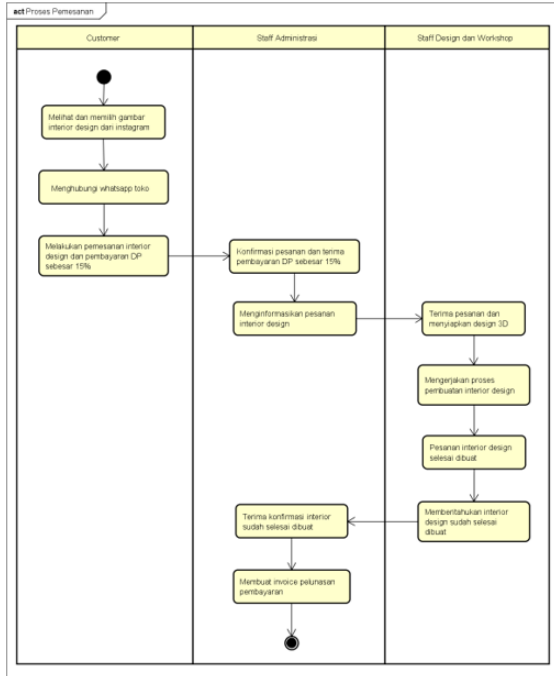 act Proses Pemesanan
Customer
Staff Administrasi
Staff Design dan Workshop
Melihat dan memilih gambar
interior design dari instagram
Menghubungi whatsapp toko
Melakukan pemesanan interior
design dan pembayaran DP
sebesar 15%
Konfirmasi pesanan dan terima
pembayaran DP sebesar 15%
Menginformasikan pesanan
interior design
Terima pesanan dan
menyiapkan design 3D
Mengerjakan proses
pembuatan interior design
Pesanan interior design
selesai dibuat
Membentahukan interior
design sudah selesai
dibuat
Terima konfirmasi interior
sudah selesai dibuat
Membuat invoice pelunasan
pembayaran